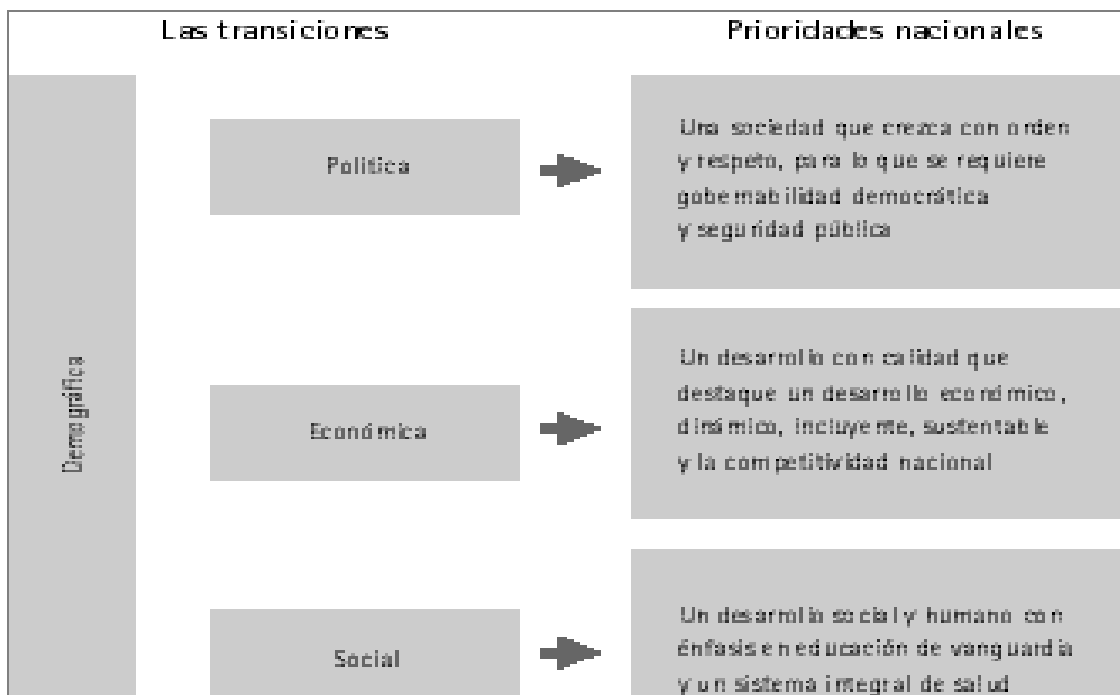 Las transiciones
Prioridades nacionales
Demográfica
Política
Una sociedad que crezca con orden
y respeto, para lo que se requiere
gobernabilidad democrática
y seguridad pública
Económica
Un desarrollo con calidad que
destaque un desarrollo económico,
dinámico, incluyente, sustentable
y la competitividad nacional
Social
Un desarrollo social y humano con
énfasis en educación de vanguardia
y un sistema integral de salud